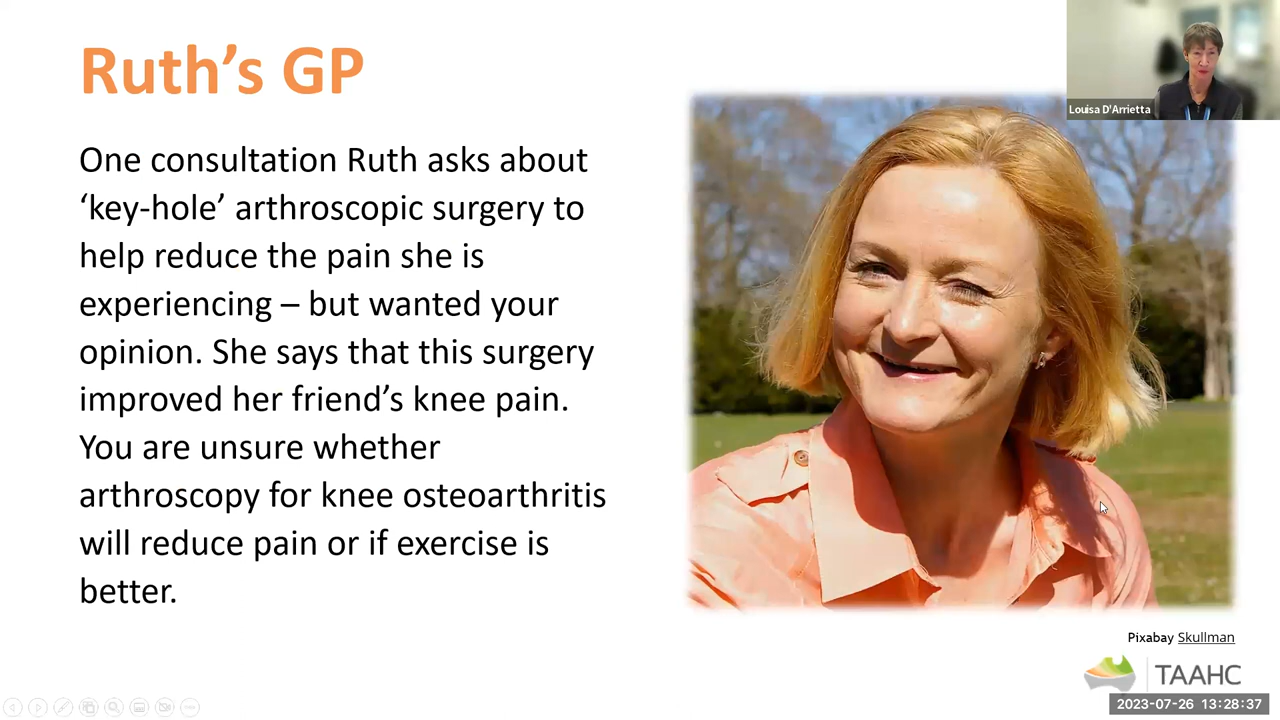 Ruth’s GP
Louisa D'Arrietta
One consultation Ruth asks about
‘key-hole’ arthroscopic surgery to
help reduce the pain she is
experiencing – but wanted your
opinion. She says that this surgery
improved her friend’s knee pain.
You are unsure whether
arthroscopy for knee osteoarthritis
will reduce pain or if exercise is
better.
Pixabay Skullman
TAAHC
2023-07-26 13:28:37